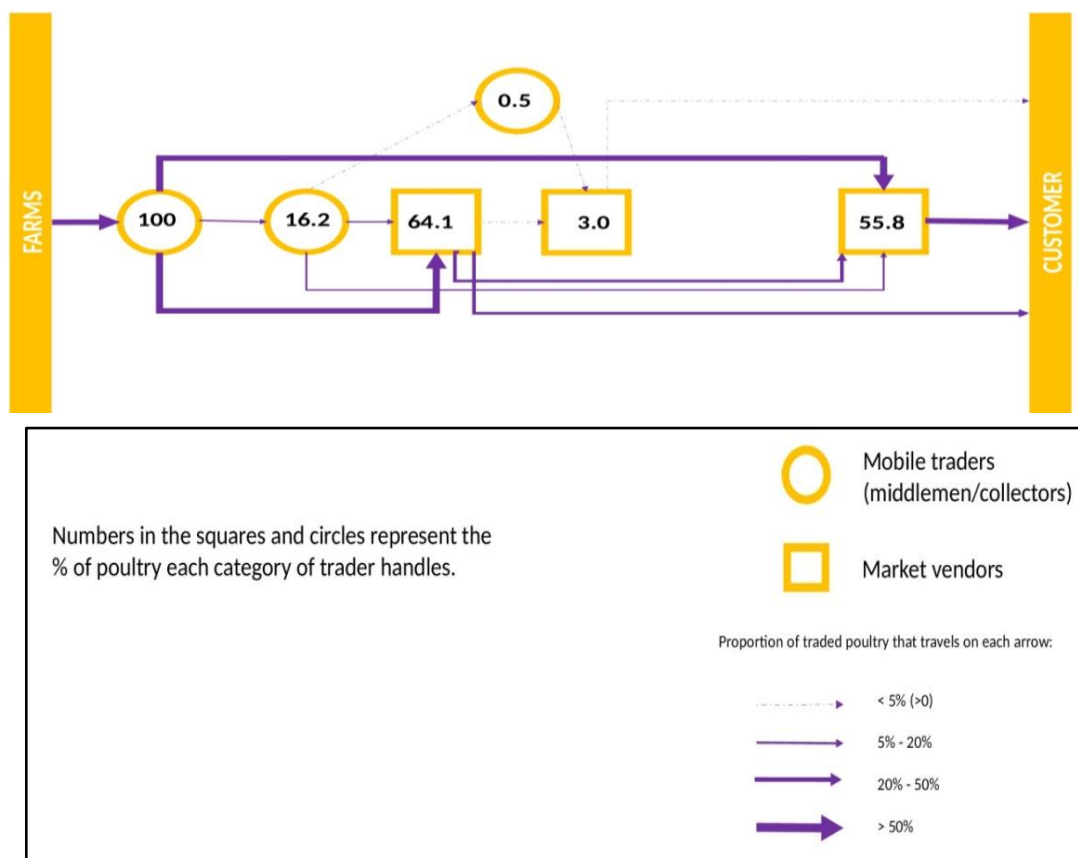 FARMS
0.5
100
16.2
64.1
3.0
55.8
CUSTOMER
Numbers in the squares and circles represent the
% of poultry each category of trader handles.
Mobile traders
(middlemen/collectors)
Market vendors
Proportion of traded poultry that travels on each arrow:
< 5% (>0)
5% - 20%
20% - 50%
> 50%